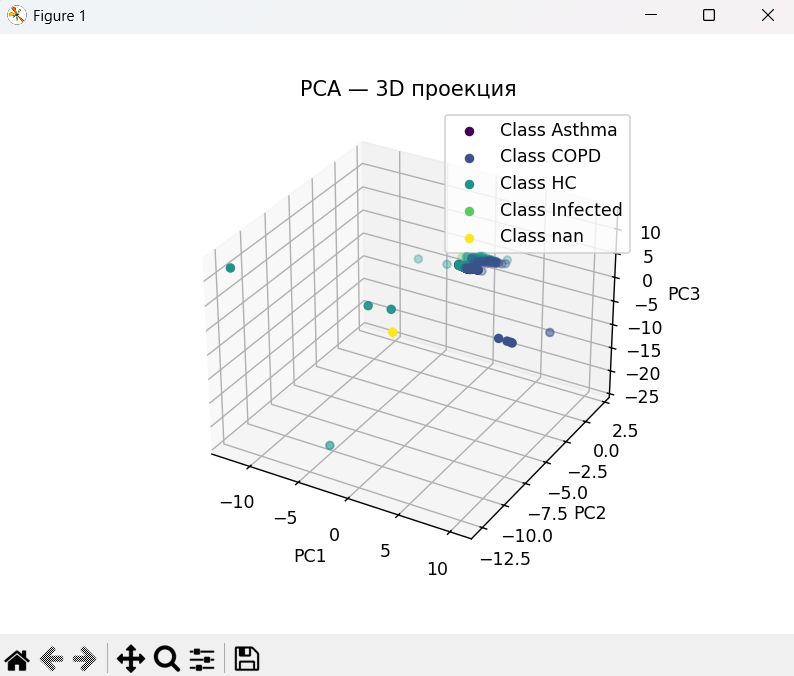 Figure 1
PCA — 3D проекция
Class Asthma
Class COPD
Class HC
Class Infected
Class nan
10
5
0
−5
−10
−15
−20
−25
PC3
2.5
0.0
−2.5
−5.0
−7.5
−10.0
−12.5
PC2
−10
−5
0
5
10
PC1